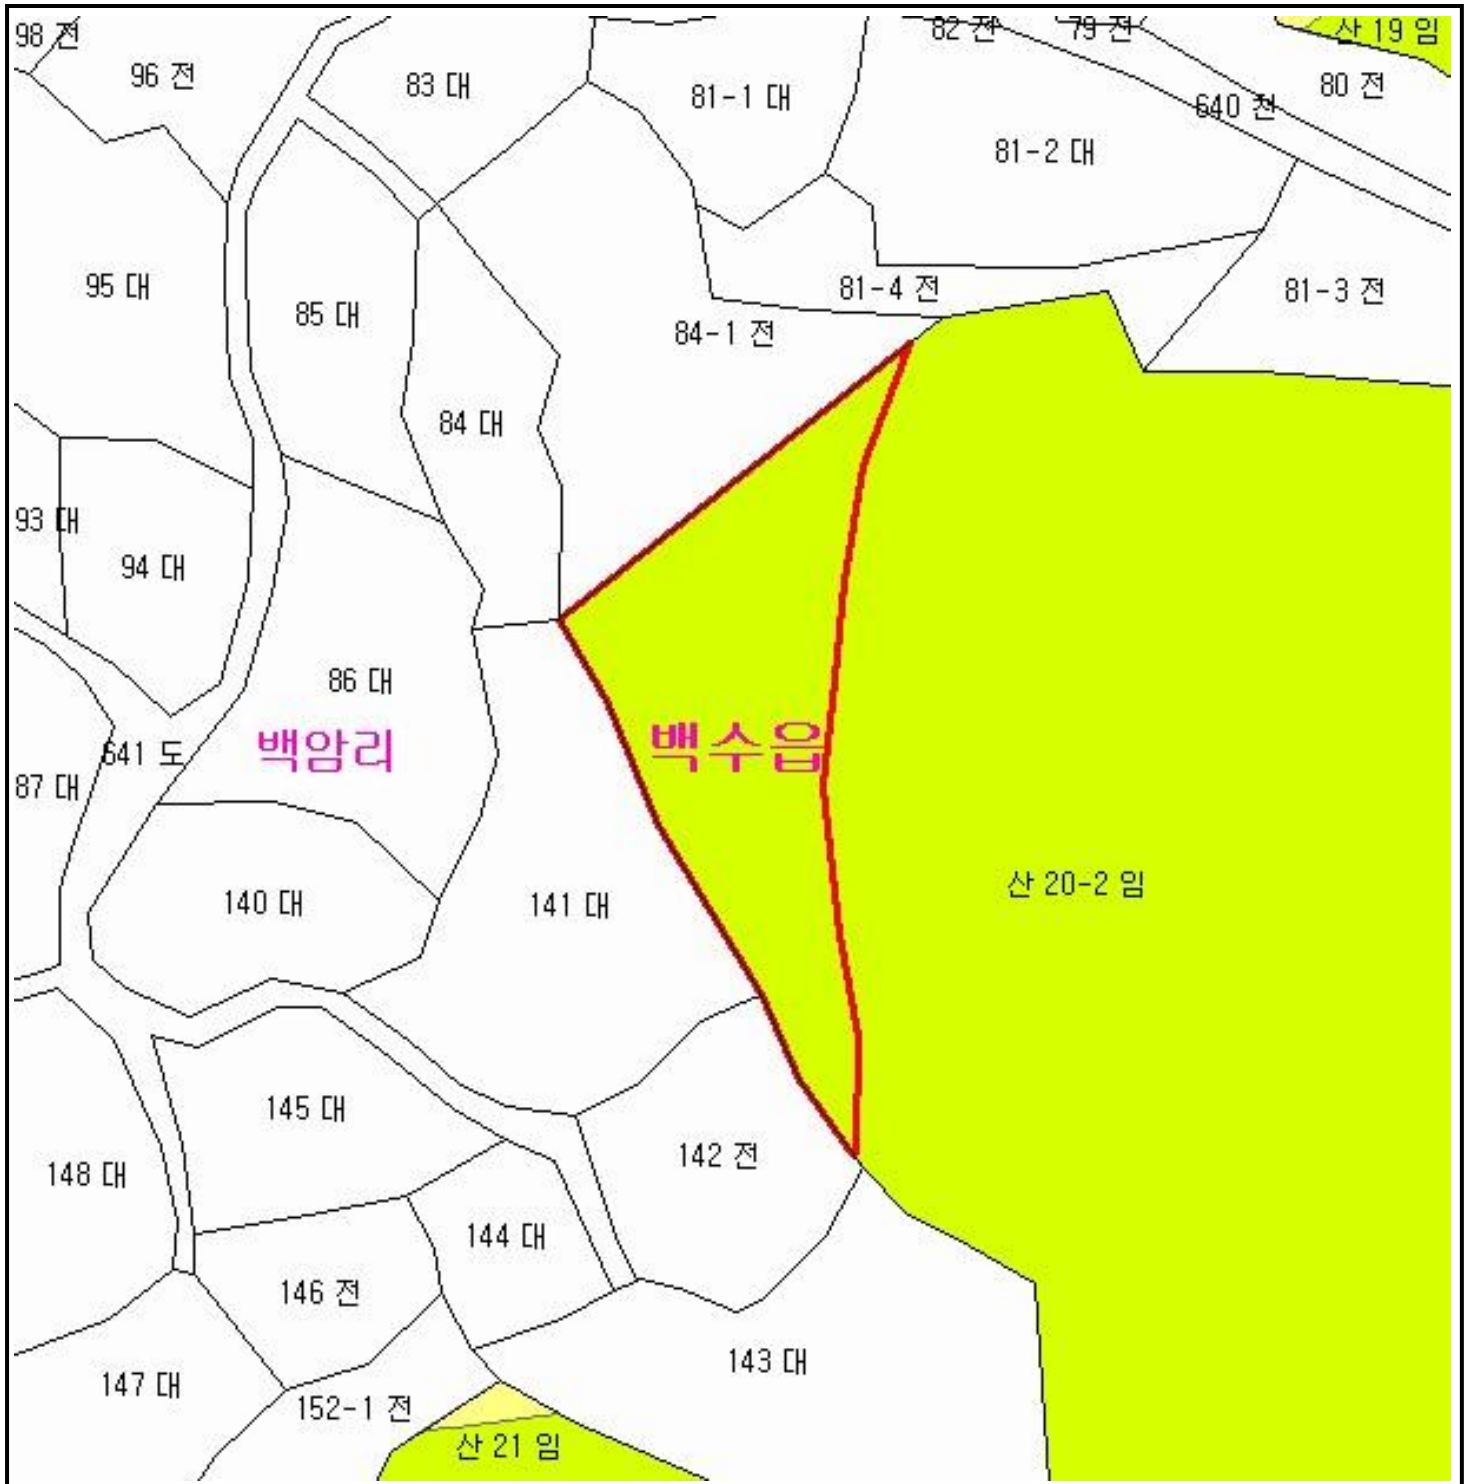 98 전
82 전
79 전
산 19 임
96 전
83 대
81-1 대
80 전
640 천
81-2 대
95 대
85 대
81-4 전
81-3 전
84-1 전
84 대
93 대
94 대
86 대
백수읍
백암리
641 도
87 대
산 20-2 임
140 대
141 대
145 대
142 전
148 대
144 대
146 전
143 대
147 대
152-1 전
산 21 임